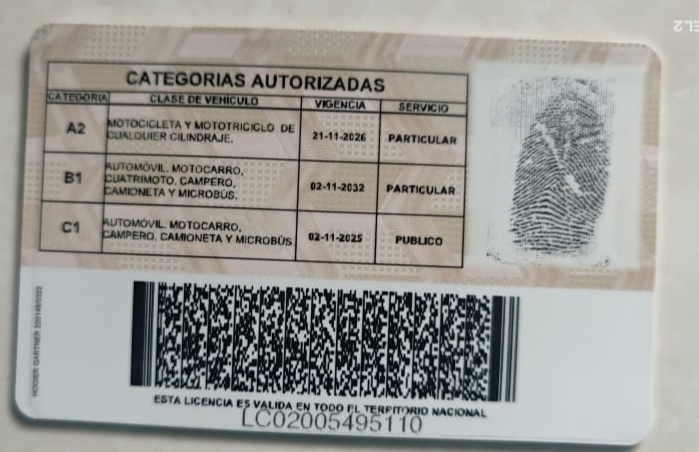 CATEGORIAS AUTORIZADAS
CATEGORIA CLASE DE VEHICULO VIGENCIA SERVICIO
A2 MOTOCICLETA Y MOTOTRICICLO DE CUALQUIER CILINDRAJE. 21-11-2026 PARTICULAR
B1 AUTOMÓVIL, MOTOCARRO, CUATRIMOTO, CAMPERO, CAMIONETA Y MICROBÚS. 02-11-2032 PARTICULAR
C1 AUTOMÓVIL, MOTOCARRO, CAMPERO, CAMIONETA Y MICROBÚS 02-11-2025 PUBLICO
ESTA LICENCIA ES VALIDA EN TODO EL TERRITORIO NACIONAL
LC02005495110